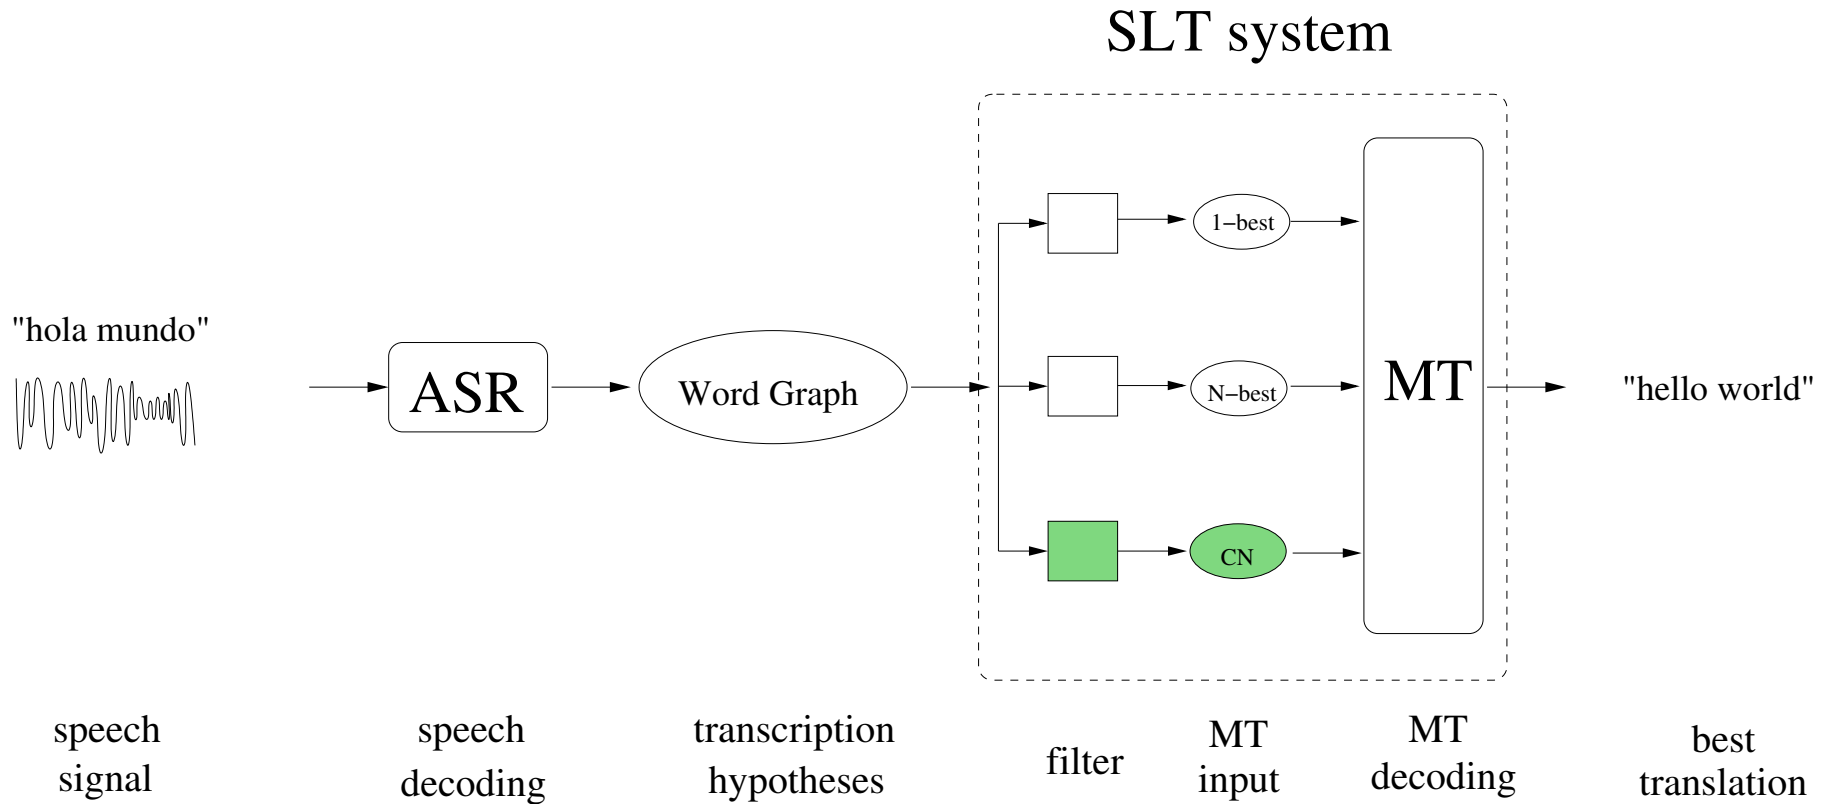 SLT system
"hola mundo"
ASR
Word Graph
1−best
N−best
CN
MT
"hello world"
speech
signal
speech
decoding
transcription
hypotheses
filter
MT
input
MT
decoding
best
translation